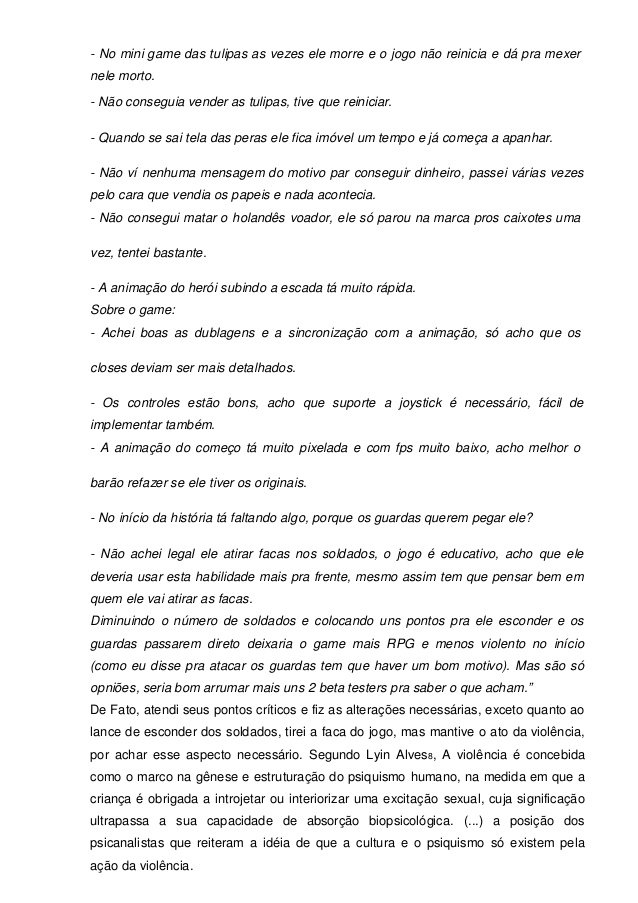 - No mini game das tulipas as vezes ele morre e o jogo não reinicia e dá pra mexer
nele morto.
- Não conseguia vender as tulipas, tive que reiniciar.
- Quando se sai tela das peras ele fica imóvel um tempo e já começa a apanhar.
- Não ví nenhuma mensagem do motivo par conseguir dinheiro, passei várias vezes
pelo cara que vendia os papeis e nada acontecia.
- Não consegui matar o holandês voador, ele só parou na marca pros caixotes uma
vez, tentei bastante.
- A animação do herói subindo a escada tá muito rápida.
Sobre o game:
- Achei boas as dublagens e a sincronização com a animação, só acho que os
closes deviam ser mais detalhados.
- Os controles estão bons, acho que suporte a joystick é necessário, fácil de
implementar também.
- A animação do começo tá muito pixelada e com fps muito baixo, acho melhor o
barão refazer se ele tiver os originais.
- No início da história tá faltando algo, porque os guardas querem pegar ele?
- Não achei legal ele atirar facas nos soldados, o jogo é educativo, acho que ele
deveria usar esta habilidade mais pra frente, mesmo assim tem que pensar bem em
quem ele vai atirar as facas.
Diminuindo o número de soldados e colocando uns pontos pra ele esconder e os
guardas passarem direto deixaria o game mais RPG e menos violento no início
(como eu disse pra atacar os guardas tem que haver um bom motivo). Mas são só
opniões, seria bom arrumar mais uns 2 beta testers pra saber o que acham.”
De Fato, atendi seus pontos críticos e fiz as alterações necessárias, exceto quanto ao
lance de esconder dos soldados, tirei a faca do jogo, mas mantive o ato da violência,
por achar esse aspecto necessário. Segundo Lyin Alves8, A violência é concebida
como o marco na gênese e estruturação do psiquismo humano, na medida em que a
criança é obrigada a introjetar ou interiorizar uma excitação sexual, cuja significação
ultrapassa a sua capacidade de absorção biopsicológica. (...) a posição dos
psicanalistas que reiteram a idéia de que a cultura e o psiquismo só existem pela
ação da violência.